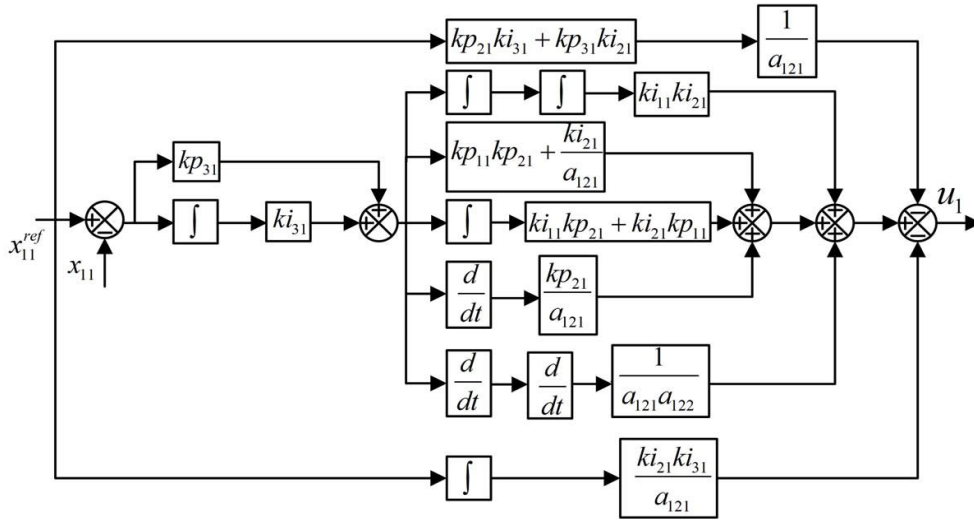 kp₂₁ki₃₁ + kp₃₁ki₂₁
1
a₁₂₁
∫
∫
ki₁₁ki₂₁
kp₃₁
kp₁₁kp₂₁ + ki₂₁
a₁₂₁
u₁
∫
ki₃₁
∫
ki₁₁kp₂₁ + ki₂₁kp₁₁
x₁₁ʳᵉᶠ
x₁₁
d
dt
kp₂₁
a₁₂₁
d
dt
d
dt
1
a₁₂₁a₁₂₂
∫
ki₂₁ki₃₁
a₁₂₁